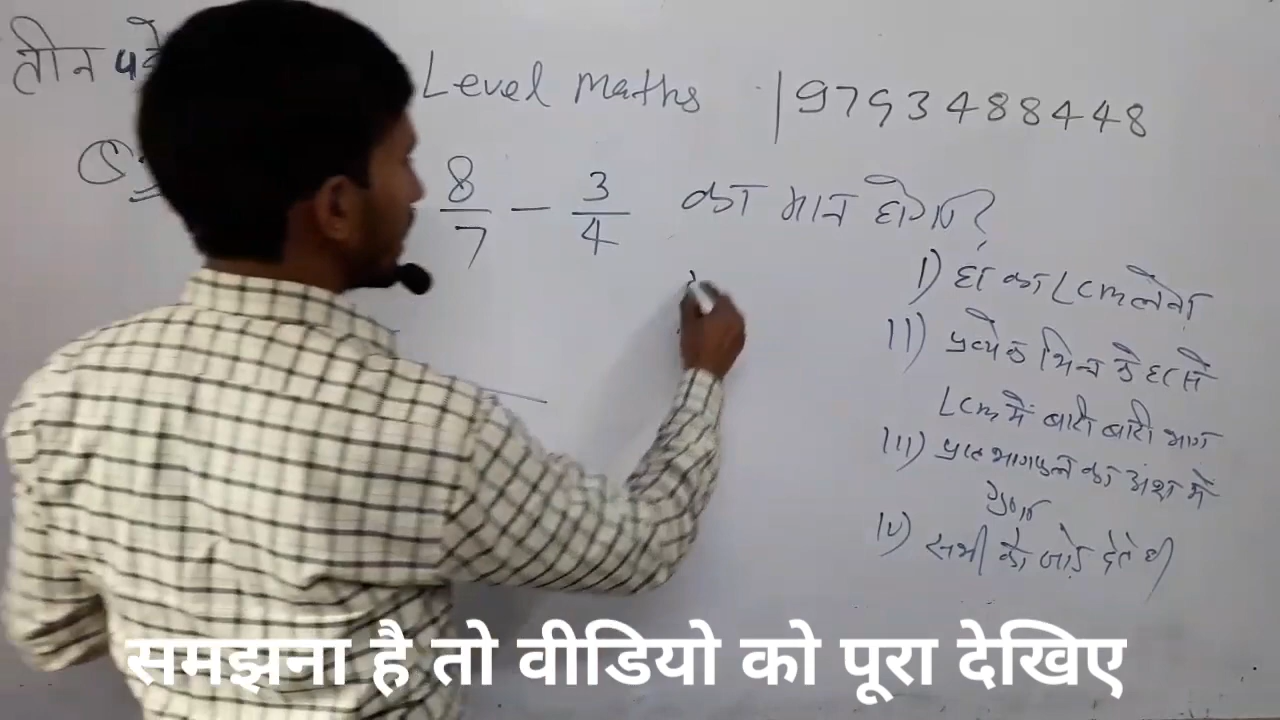 तीन Level maths | 9793488448
8/7 - 3/4 का मान होगा?
I) हर का LCM लेना
II) प्रत्येक भिन्न के हर से
LCM में बारी बारी भाग
III) प्राप्त भागफल का अंश में
गुणा
IV) सभी को जोड़ देते ही
समझना है तो वीडियो को पूरा देखिए